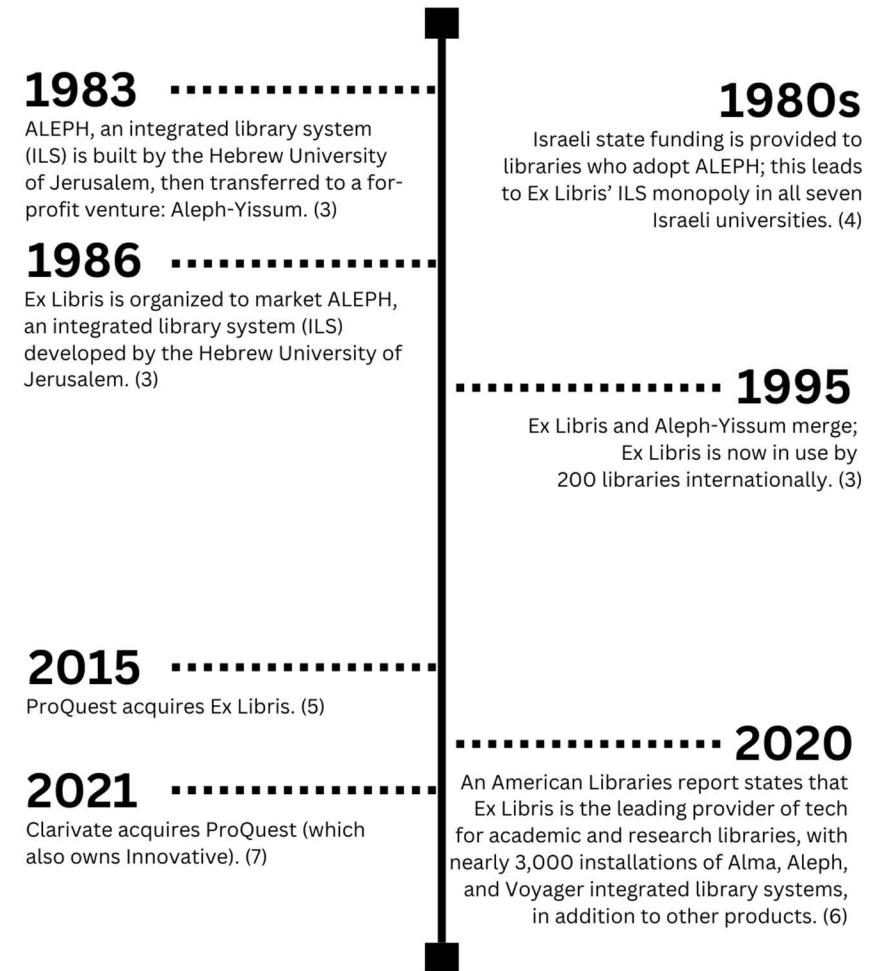 1983
ALEPH, an integrated library system
(ILS) is built by the Hebrew University
of Jerusalem, then transferred to a for-
profit venture: Aleph-Yissum. (3)
1980s
Israeli state funding is provided to
libraries who adopt ALEPH; this leads
to Ex Libris’ ILS monopoly in all seven
Israeli universities. (4)
1986
Ex Libris is organized to market ALEPH,
an integrated library system (ILS)
developed by the Hebrew University of
Jerusalem. (3)
1995
Ex Libris and Aleph-Yissum merge;
Ex Libris is now in use by
200 libraries internationally. (3)
2015
ProQuest acquires Ex Libris. (5)
2020
An American Libraries report states that
Ex Libris is the leading provider of tech
for academic and research libraries, with
nearly 3,000 installations of Alma, Aleph,
and Voyager integrated library systems,
in addition to other products. (6)
2021
Clarivate acquires ProQuest (which
also owns Innovative). (7)